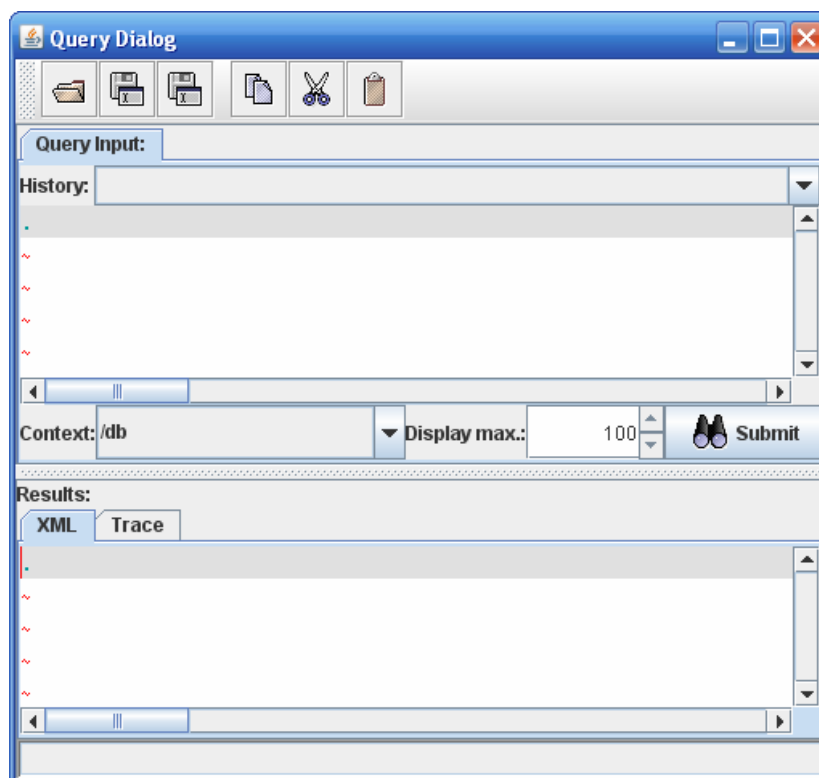 Query Dialog
Query Input:
History:
.
~
~
~
~
Context: /db Display max.: 100 Submit
Results:
XML Trace
.
~
~
~
~